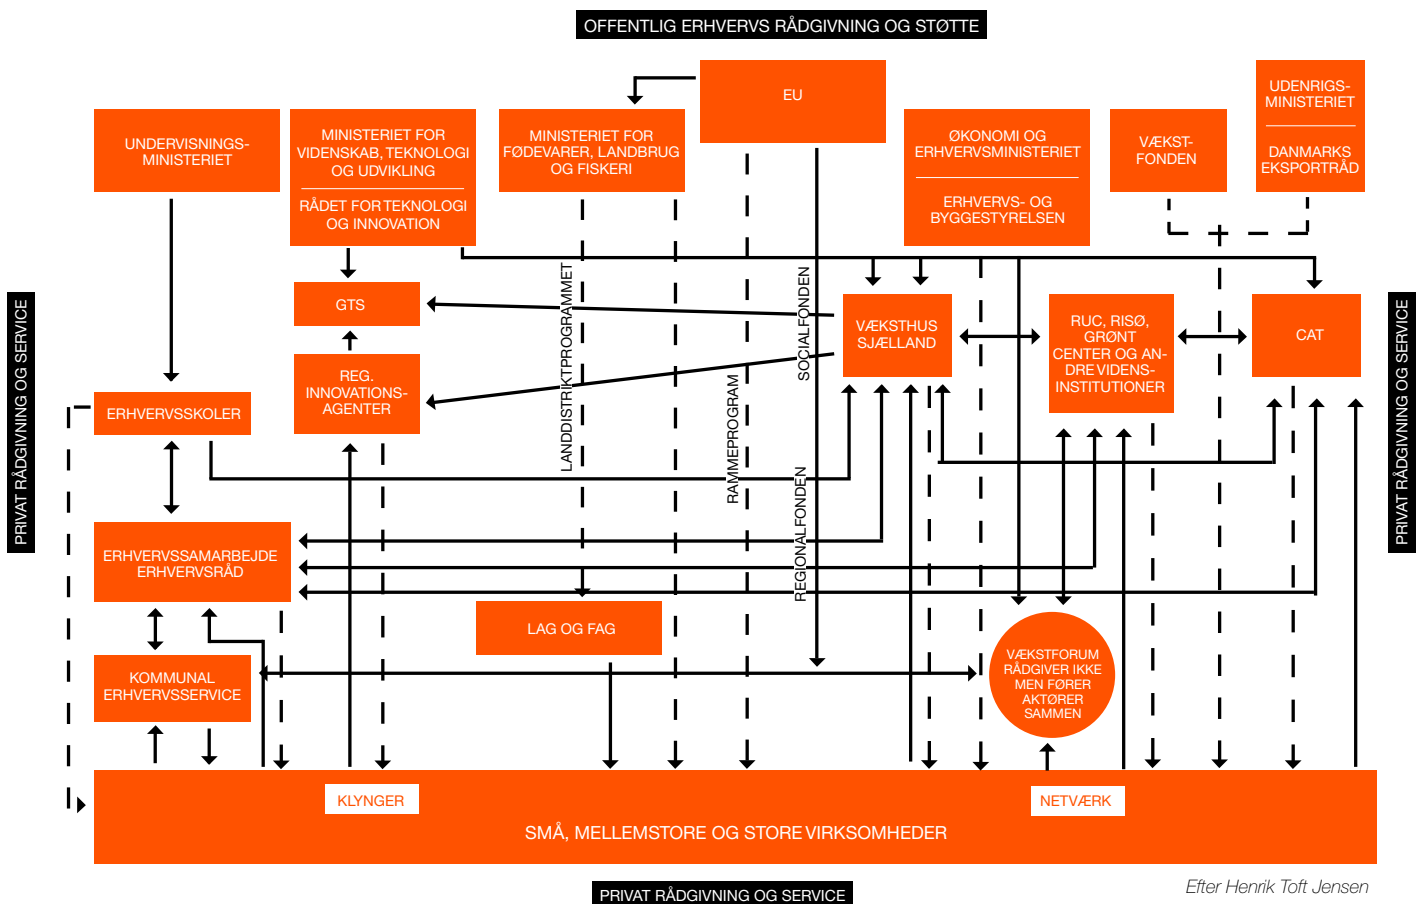 OFFENTLIG ERHVERVS RÅDGIVNING OG STØTTE
EU
UNDERVISNINGS-
MINISTERIET
MINISTERIET FOR
VIDENSKAB, TEKNOLOGI
OG UDVIKLING
RÅDET FOR TEKNOLOGI
OG INNOVATION
MINISTERIET FOR
FØDEVARER, LANDBRUG
OG FISKERI
ØKONOMI OG
ERHVERVSMINISTERIET
ERHVERVS- OG
BYGGESTYRELSEN
VÆKST-
FONDEN
UDENRIGS-
MINISTERIET
DANMARKS
EKSPORTRÅD
PRIVAT RÅDGIVNING OG SERVICE
GTS
REG.
INNOVATIONS-
AGENTER
LANDDISTRIKTPROGRAMMET
RAMMEPROGRAM
SOCIALFONDEN
REGIONALFONDEN
VÆKSTHUS
SJÆLLAND
RUC, RISØ,
GRØNT
CENTER OG AN-
DRE VIDENS-
INSTITUTIONER
CAT
PRIVAT RÅDGIVNING OG SERVICE
ERHVERVSSKOLER
ERHVERVSSAMARBEJDE
ERHVERVSRÅD
LAG OG FAG
KOMMUNAL
ERHVERVSSERVICE
VÆKSTFORUM
RÅDGIVER IKKE
MEN FØRER
AKTØRER
SAMMEN
KLYNGER
NETVÆRK
SMÅ, MELLEMSTORE OG STORE VIRKSOMHEDER
PRIVAT RÅDGIVNING OG SERVICE
Efter Henrik Toft Jensen